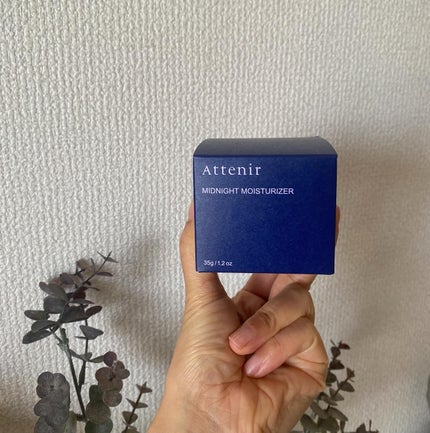 Attenir
MIDNIGHT MOISTURIZER
35g / 1.2 oz